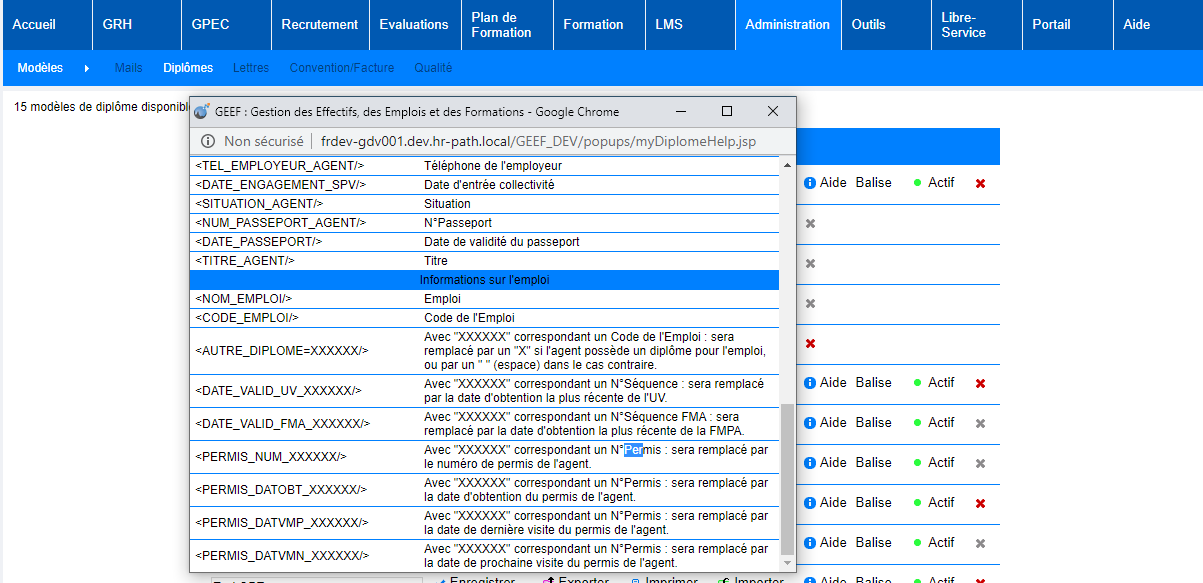 Accueil GRH GPEC Recrutement Evaluations Plan de Formation Formation LMS Administration Outils Libre-Service Portail Aide
Modèles Mails Diplômes Lettres Convention/Facture Qualité
15 modèles de diplôme
GEEF : Gestion des Effectifs, des Emplois et des Formations - Google Chrome
Non sécurisé | frdev-gdv001.dev.hr-path.local/GEEF_DEV/popups/myDiplomeHelp.jsp
<TEL_EMPLOYEUR_AGENT/> Téléphone de l'employeur
<DATE_ENGAGEMENT_SPV/> Date d'entrée collectivité
<SITUATION_AGENT/> Situation
<NUM_PASSEPORT_AGENT/> N°Passeport
<DATE_PASSEPORT/> Date de validité du passeport
<TITRE_AGENT/> Titre
Informations sur l'emploi
<NOM_EMPLOI/> Emploi
<CODE_EMPLOI/> Code de l'Emploi
<AUTRE_DIPLOME=XXXXXX/> Avec "XXXXXX" correspondant un Code de l'Emploi : sera
remplacé par un "X" si l'agent possède un diplôme pour l'emploi,
ou par un " " (espace) dans le cas contraire.
<DATE_VALID_UV_XXXXXX/> Avec "XXXXXX" correspondant un N°Séquence : sera remplacé
par la date d'obtention la plus récente de l'UV.
<DATE_VALID_FMA_XXXXXX/> Avec "XXXXXX" correspondant un N°Séquence FMA : sera
remplacé par la date d'obtention la plus récente de la FMPA.
<PERMIS_NUM_XXXXXX/> Avec "XXXXXX" correspondant un N°Permis : sera remplacé par
le numéro de permis de l'agent.
<PERMIS_DATOBT_XXXXXX/> Avec "XXXXXX" correspondant un N°Permis : sera remplacé par
la date d'obtention du permis de l'agent.
<PERMIS_DATVMP_XXXXXX/> Avec "XXXXXX" correspondant un N°Permis : sera remplacé par
la date de dernière visite du permis de l'agent.
<PERMIS_DATVMN_XXXXXX/> Avec "XXXXXX" correspondant un N°Permis : sera remplacé par
la date de prochaine visite du permis de l'agent.
Aide Balise Actif
Aide Balise Actif
Aide Balise Actif
Aide Balise Actif
Aide Balise Actif
Aide Balise Actif
Aide Balise Actif
Enregistrer Exporter Imprimer Importer